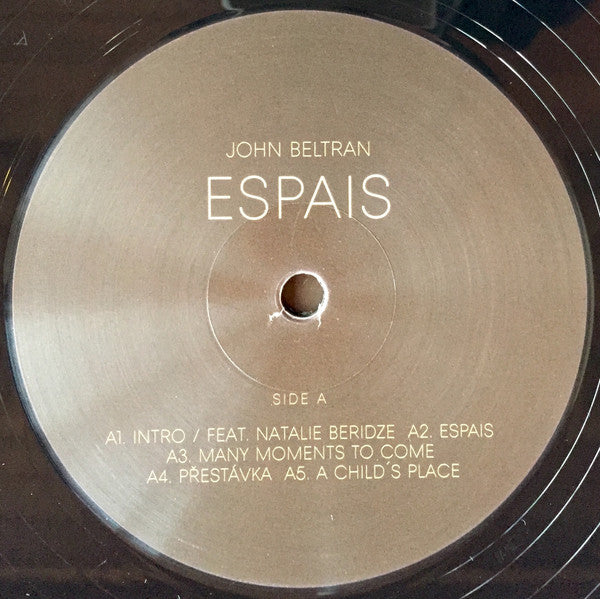 JOHN BELTRAN
ESPAIS
SIDE A
A1. INTRO / FEAT. NATALIE BERIDZE A2. ESPAIS
A3. MANY MOMENTS TO COME
A4. PŘESTÁVKA A5. A CHILD´S PLACE